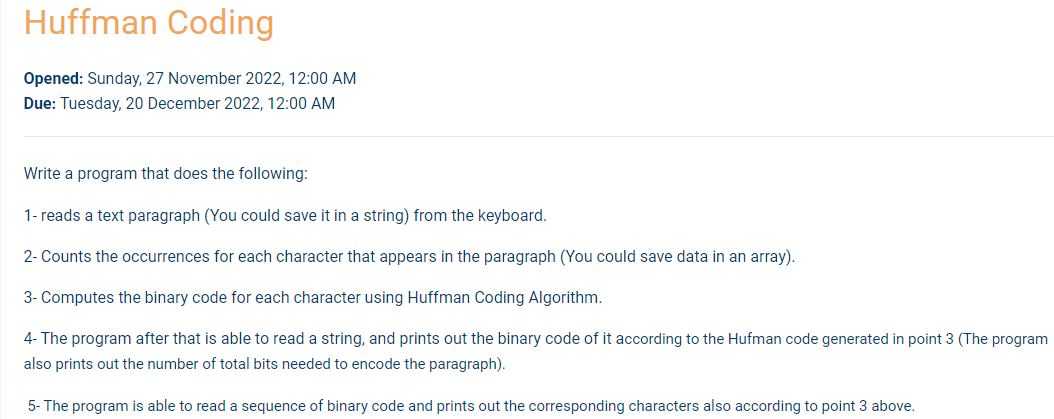 Huffman Coding
Opened: Sunday, 27 November 2022, 12:00 AM
Due: Tuesday, 20 December 2022, 12:00 AM
Write a program that does the following:
1- reads a text paragraph (You could save it in a string) from the keyboard.
2- Counts the occurrences for each character that appears in the paragraph (You could save data in an array).
3- Computes the binary code for each character using Huffman Coding Algorithm.
4- The program after that is able to read a string, and prints out the binary code of it according to the Hufman code generated in point 3 (The program
also prints out the number of total bits needed to encode the paragraph).
5- The program is able to read a sequence of binary code and prints out the corresponding characters also according to point 3 above.